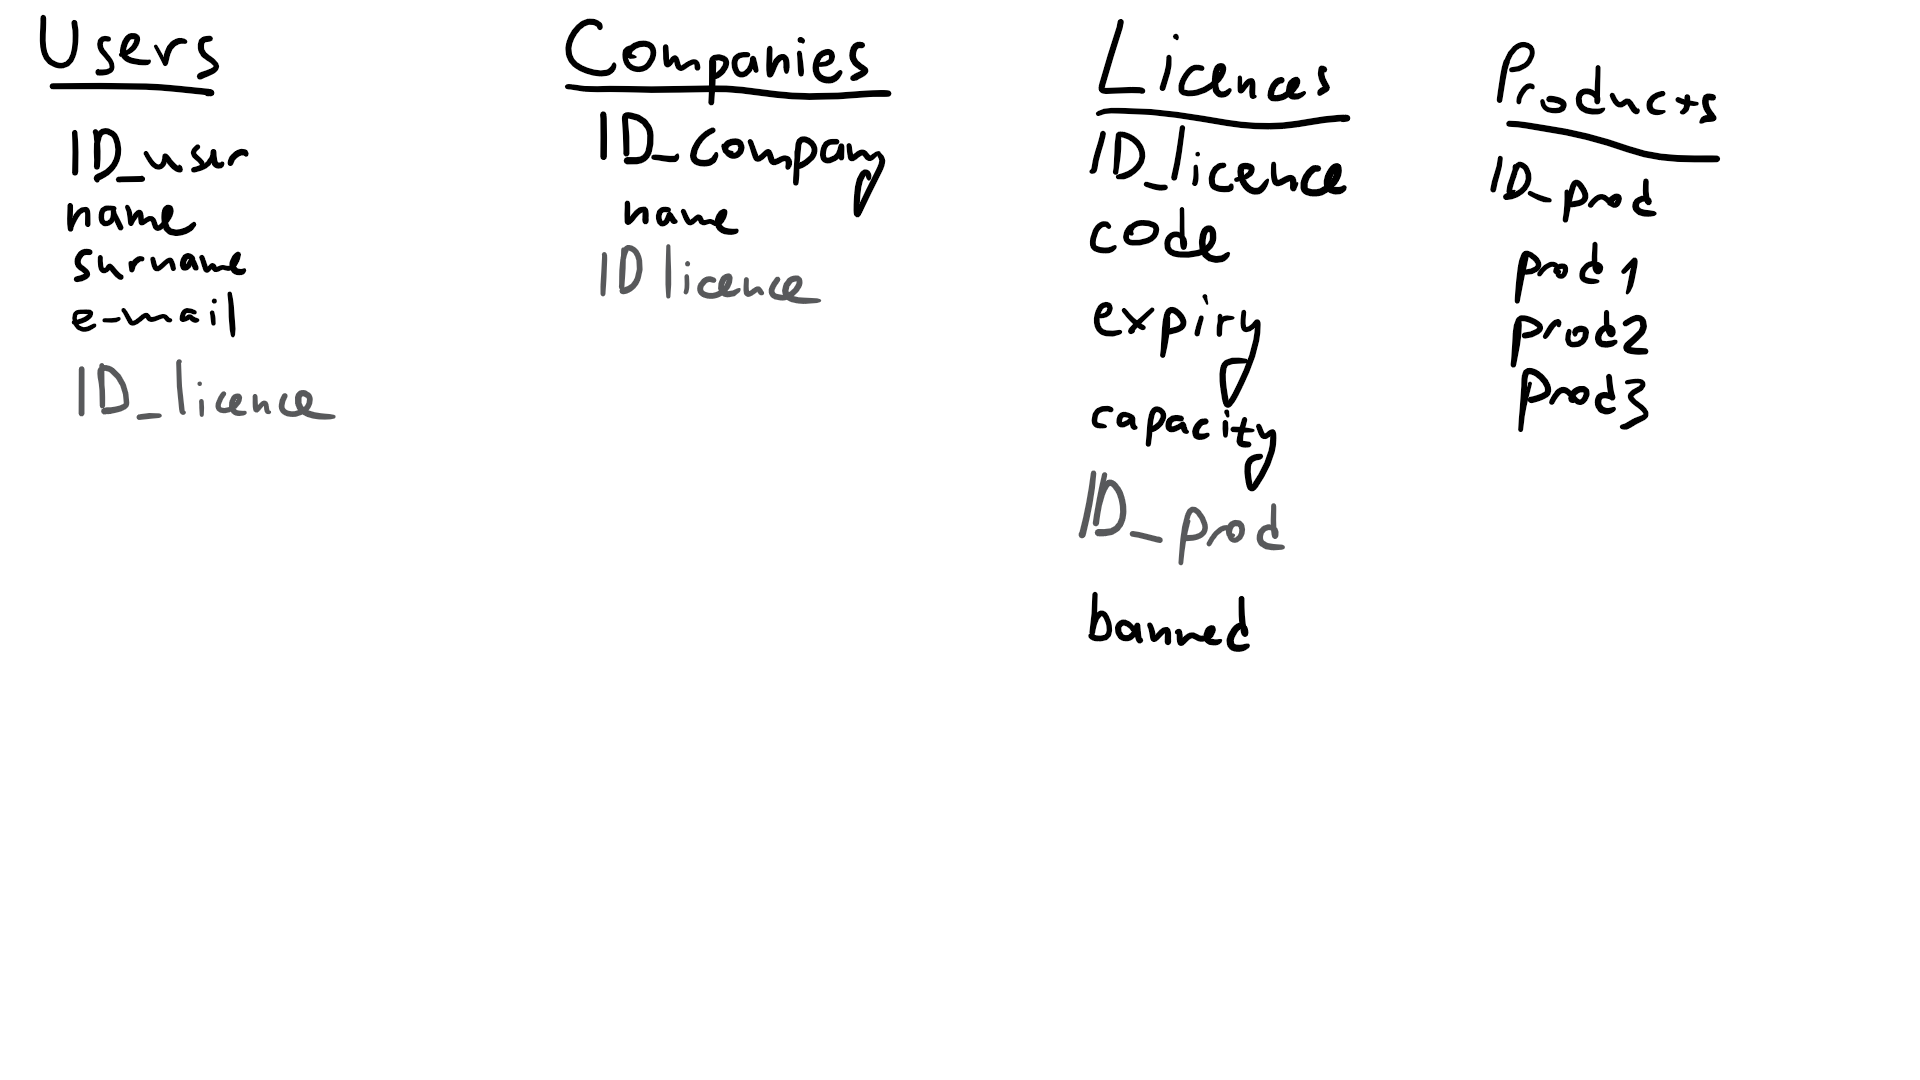 Users
ID_user
name
surname
e-mail
ID_licence
Companies
ID_company
name
ID licence
Licences
ID_licence
code
expiry
capacity
ID_prod
banned
Products
ID_prod
prod1
prod2
prod3